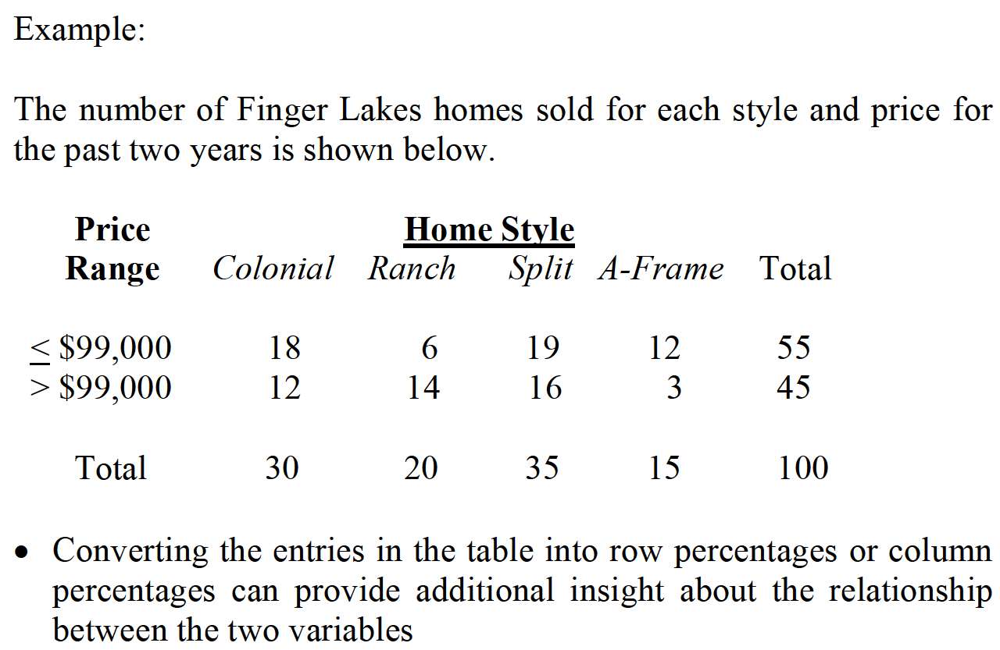 Example:
The number of Finger Lakes homes sold for each style and price for
the past two years is shown below.
Price Home Style
Range Colonial Ranch Split A-Frame Total
≤ $99,000 18 6 19 12 55
> $99,000 12 14 16 3 45
Total 30 20 35 15 100
• Converting the entries in the table into row percentages or column
percentages can provide additional insight about the relationship
between the two variables